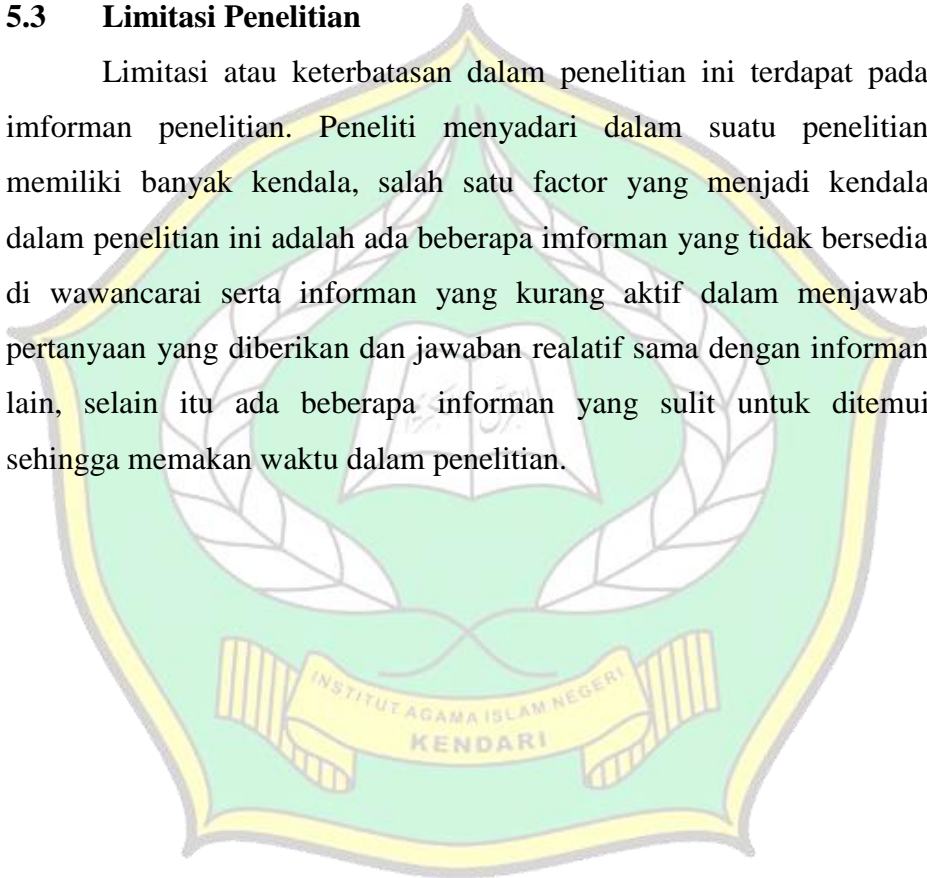 5.3 Limitasi Penelitian
Limitasi atau keterbatasan dalam penelitian ini terdapat pada
imforman penelitian. Peneliti menyadari dalam suatu penelitian
memiliki banyak kendala, salah satu factor yang menjadi kendala
dalam penelitian ini adalah ada beberapa imforman yang tidak bersedia
di wawancarai serta informan yang kurang aktif dalam menjawab
pertanyaan yang diberikan dan jawaban realatif sama dengan informan
lain, selain itu ada beberapa informan yang sulit untuk ditemui
sehingga memakan waktu dalam penelitian.
INSTITUT AGAMA ISLAM NEGERI
KENDARI